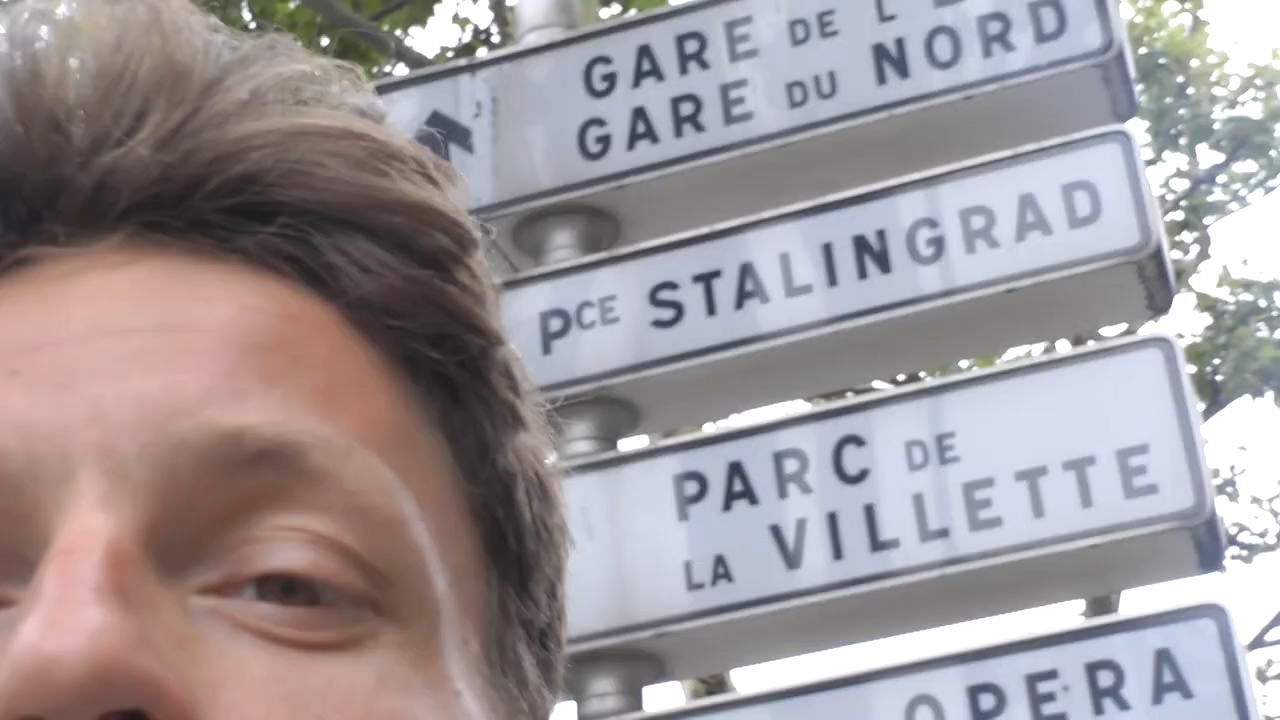 GARE DE L'E
GARE DU NORD
PCE STALINGRAD
PARC DE
LA VILLETTE
OPERA